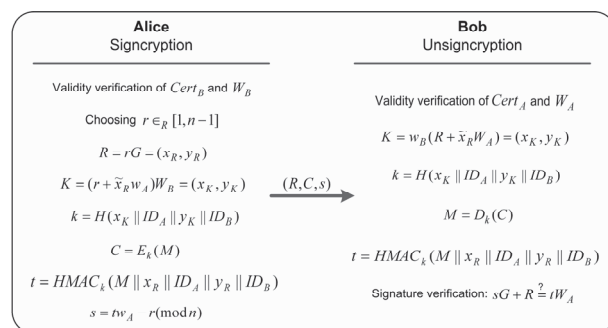 Alice
Signcryption
Validity verification of Cert_B and W_B
Choosing r ∈_R [1, n−1]
R − rG − (x_R, y_R)
K = (r + x̃_R w_A)W_B = (x_K, y_K)
k = H(x_K || ID_A || y_K || ID_B)
C = E_k(M)
t = HMAC_k(M || x_R || ID_A || y_R || ID_B)
s = tw_A r(mod n)
(R,C,s)
Bob
Unsigncryption
Validity verification of Cert_A and W_A
K = w_B(R + x̃_R W_A) = (x_K, y_K)
k = H(x_K || ID_A || y_K || ID_B)
M = D_k(C)
t = HMAC_k(M || x_R || ID_A || y_R || ID_B)
Signature verification: sG + R ≟ tW_A